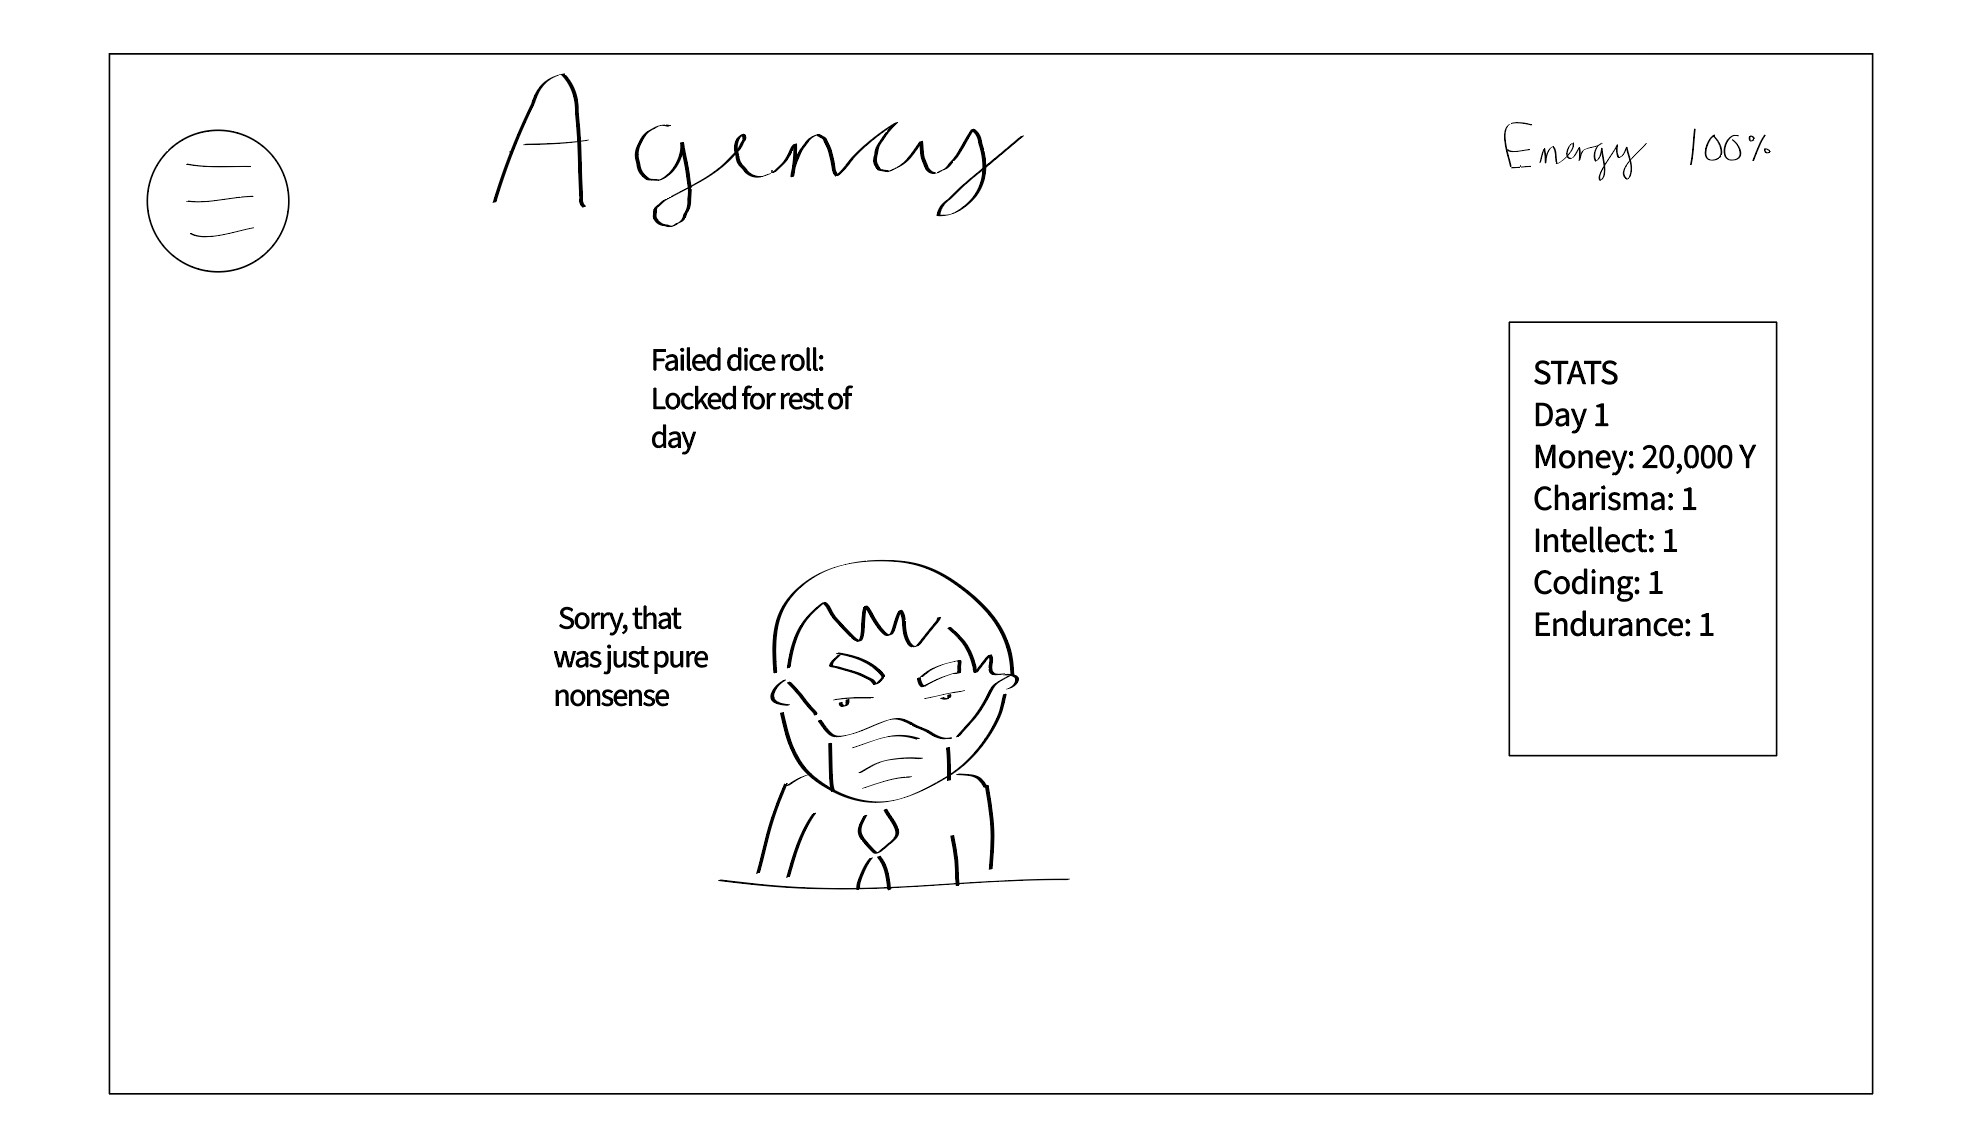 Agency
Energy 100%
Failed dice roll:
Locked for rest of
day
Sorry, that
was just pure
nonsense
STATS
Day 1
Money: 20,000 Y
Charisma: 1
Intellect: 1
Coding: 1
Endurance: 1